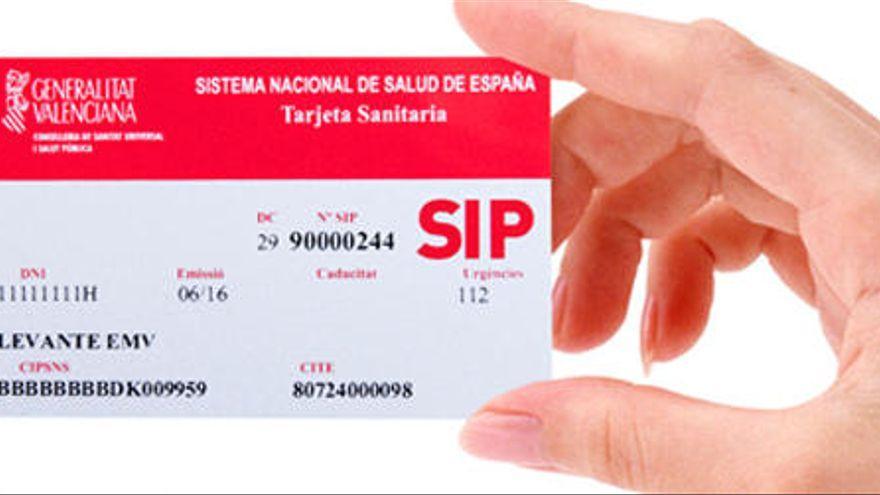 GENERALITAT
VALENCIANA
CONSELLERIA DE SANITAT UNIVERSAL
I SALUT PÚBLICA
SISTEMA NACIONAL DE SALUD DE ESPAÑA
Tarjeta Sanitaria
DC Nº SIP
29 90000244
SIP
DNI Emissió Caducitat Urgències
11111111H 06/16 112
LEVANTE EMV
CIPSNS CITE
BBBBBBBBDK009959 80724000098